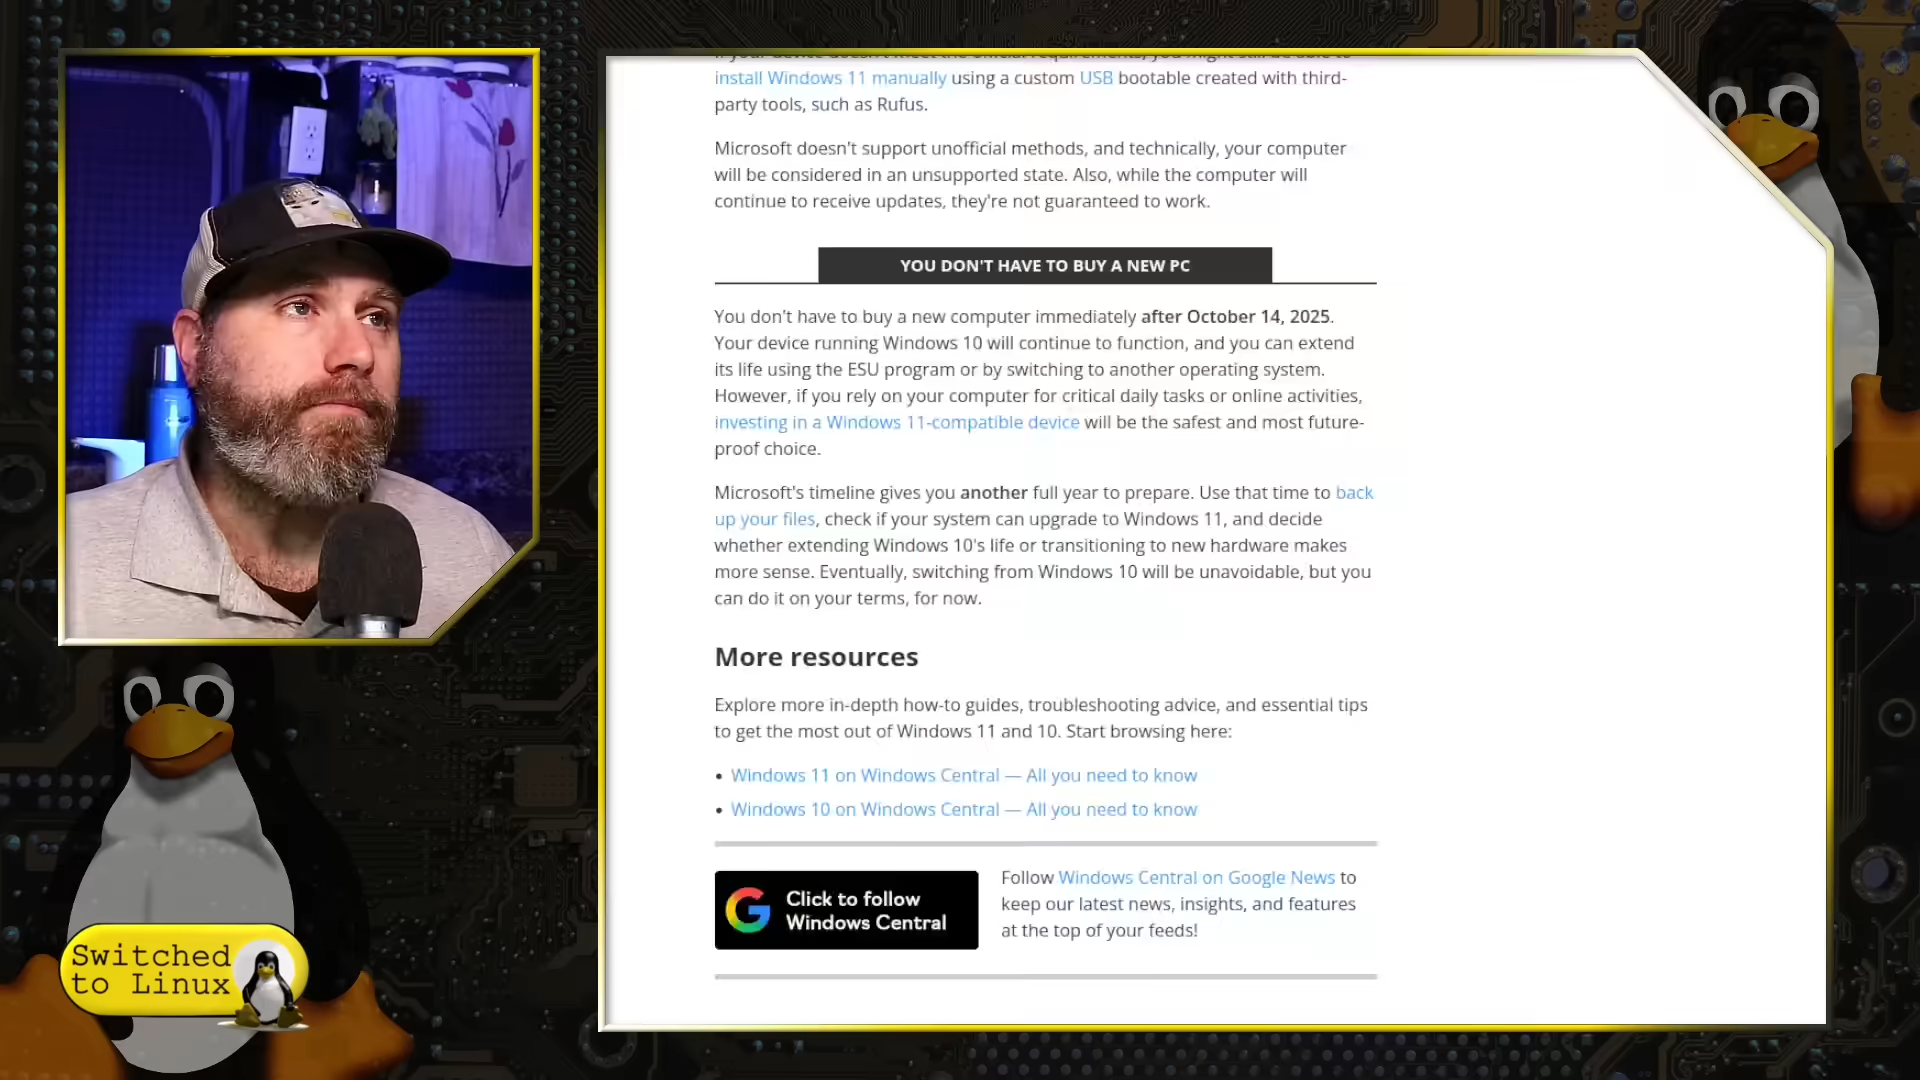 install Windows 11 manually using a custom USB bootable created with third-
party tools, such as Rufus.
Microsoft doesn't support unofficial methods, and technically, your computer
will be considered in an unsupported state. Also, while the computer will
continue to receive updates, they're not guaranteed to work.
YOU DON'T HAVE TO BUY A NEW PC
You don't have to buy a new computer immediately after October 14, 2025.
Your device running Windows 10 will continue to function, and you can extend
its life using the ESU program or by switching to another operating system.
However, if you rely on your computer for critical daily tasks or online activities,
investing in a Windows 11-compatible device will be the safest and most future-
proof choice.
Microsoft's timeline gives you another full year to prepare. Use that time to back
up your files, check if your system can upgrade to Windows 11, and decide
whether extending Windows 10's life or transitioning to new hardware makes
more sense. Eventually, switching from Windows 10 will be unavoidable, but you
can do it on your terms, for now.
More resources
Explore more in-depth how-to guides, troubleshooting advice, and essential tips
to get the most out of Windows 11 and 10. Start browsing here:
• Windows 11 on Windows Central — All you need to know
• Windows 10 on Windows Central — All you need to know
Click to follow
Windows Central
Follow Windows Central on Google News to
keep our latest news, insights, and features
at the top of your feeds!
Switched
to Linux